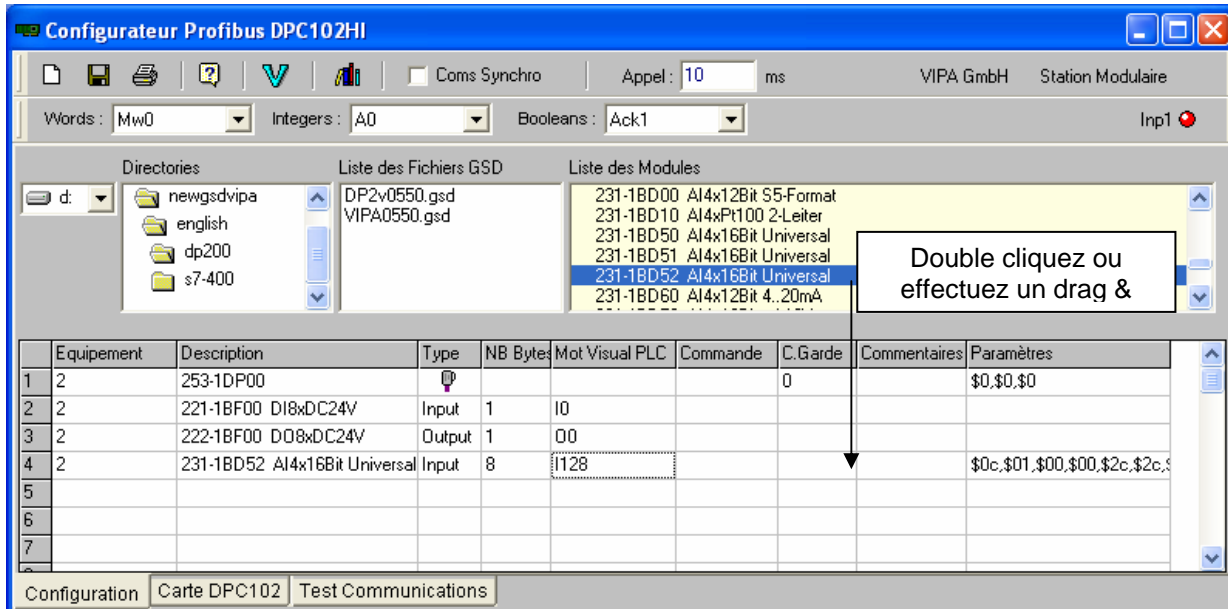 Configurateur Profibus DPC102HI
Coms Synchro Appel : 10 ms VIPA GmbH Station Modulaire
Words : Mw0 Integers : A0 Booleans : Ack1 Inp1
Directories Liste des Fichiers GSD Liste des Modules
d:
newgsdvipa
english
dp200
s7-400
DP2v0550.gsd
VIPA0550.gsd
231-1BD00 AI4x12Bit S5-Format
231-1BD10 AI4xPt100 2-Leiter
231-1BD50 AI4x16Bit Universal
231-1BD51 AI4x16Bit Universal
231-1BD52 AI4x16Bit Universal
231-1BD60 AI4x12Bit 4..20mA
Double cliquez ou
effectuez un drag &
Equipement Description Type NB Bytes Mot Visual PLC Commande C.Garde Commentaires Paramètres
1 2 253-1DP00 0 $0,$0,$0
2 2 221-1BF00 DI8xDC24V Input 1 I0
3 2 222-1BF00 DO8xDC24V Output 1 O0
4 2 231-1BD52 AI4x16Bit Universal Input 8 I128 $0c,$01,$00,$00,$2c,$2c,
5
6
7
Configuration Carte DPC102 Test Communications